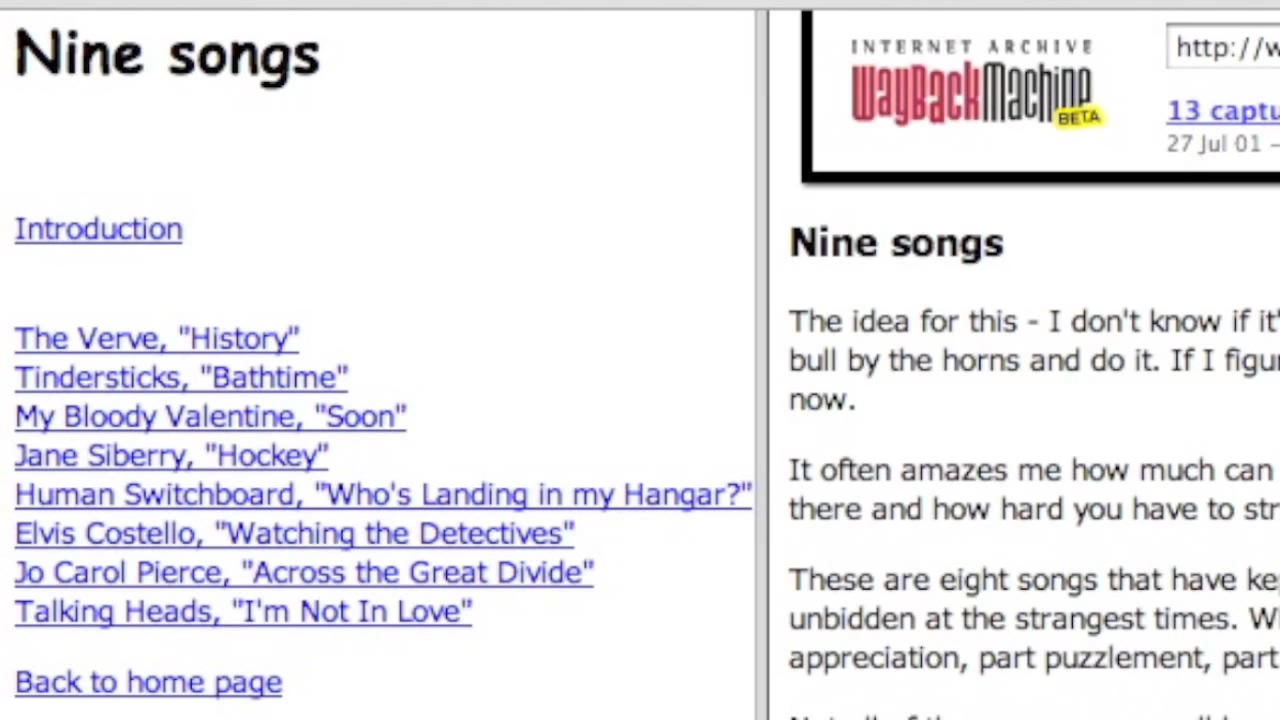 Nine songs
Introduction
The Verve, "History"
Tindersticks, "Bathtime"
My Bloody Valentine, "Soon"
Jane Siberry, "Hockey"
Human Switchboard, "Who's Landing in my Hangar?"
Elvis Costello, "Watching the Detectives"
Jo Carol Pierce, "Across the Great Divide"
Talking Heads, "I'm Not In Love"
Back to home page
INTERNET ARCHIVE
WayBackMachine
BETA
http://w
13 captu
27 Jul 01 –
Nine songs
The idea for this - I don't know if it'
bull by the horns and do it. If I figu
now.
It often amazes me how much can
there and how hard you have to str
These are eight songs that have ke
unbidden at the strangest times. W
appreciation, part puzzlement, part